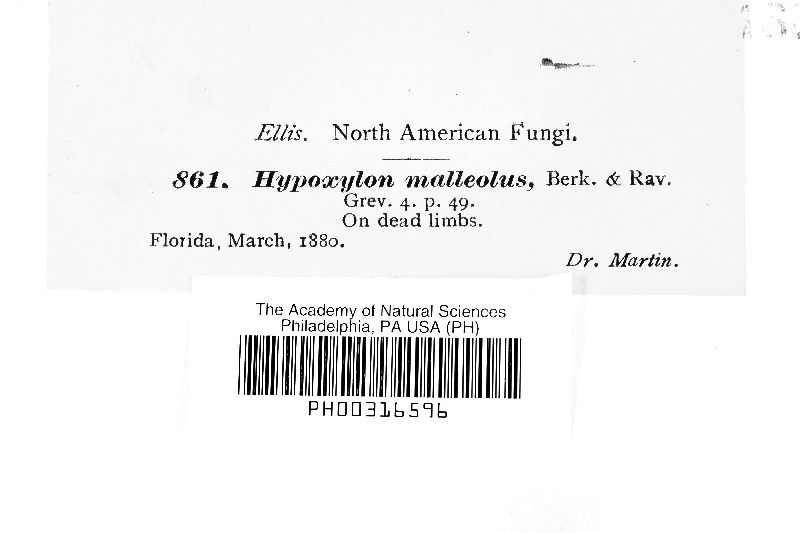 Ellis. North American Fungi.
861. Hypoxylon malleolus, Berk. & Rav.
Grev. 4. p. 49.
On dead limbs.
Florida, March, 1880.
Dr. Martin.
The Academy of Natural Sciences
Philadelphia, PA USA (PH)
PH00316596